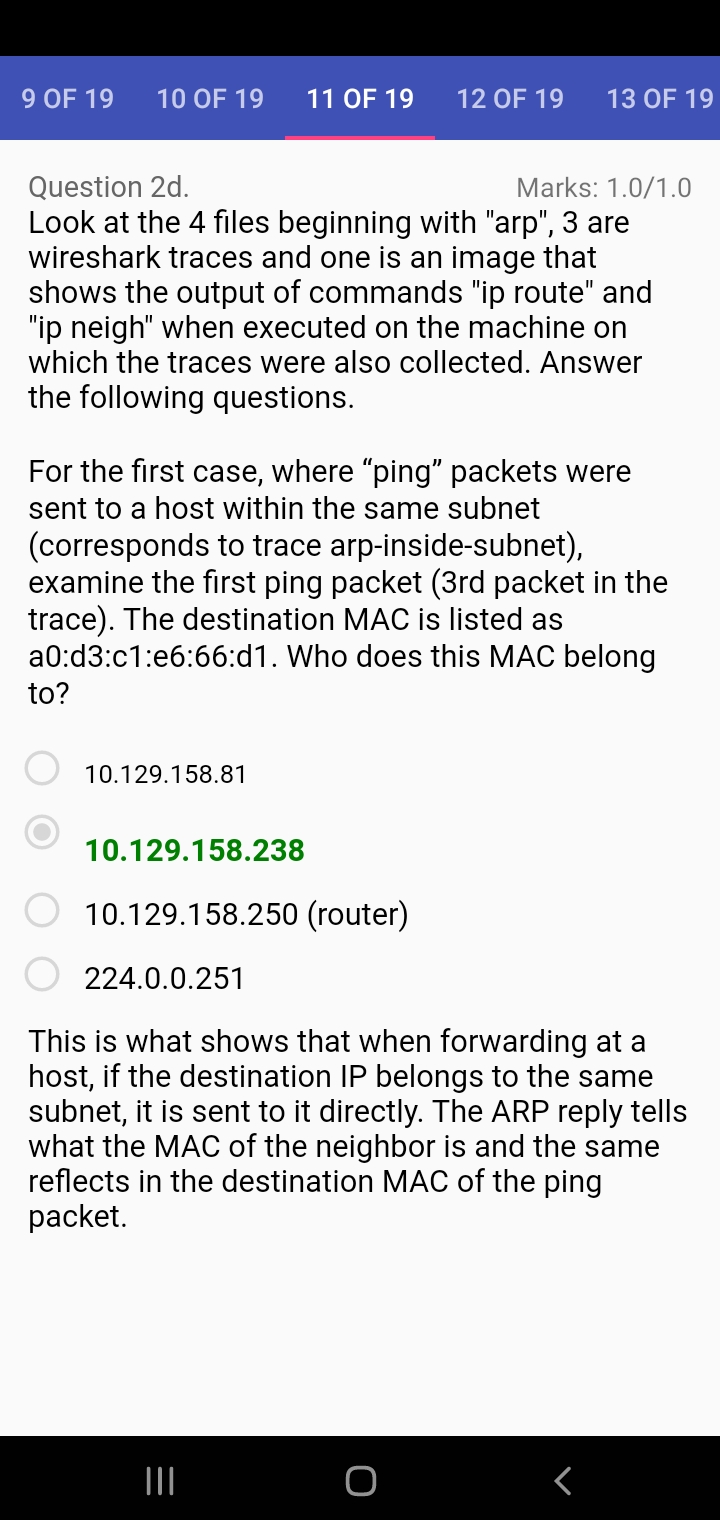 9 OF 19 10 OF 19 11 OF 19 12 OF 19 13 OF 19
Question 2d. Marks: 1.0/1.0
Look at the 4 files beginning with "arp", 3 are
wireshark traces and one is an image that
shows the output of commands "ip route" and
"ip neigh" when executed on the machine on
which the traces were also collected. Answer
the following questions.
For the first case, where “ping” packets were
sent to a host within the same subnet
(corresponds to trace arp-inside-subnet),
examine the first ping packet (3rd packet in the
trace). The destination MAC is listed as
a0:d3:c1:e6:66:d1. Who does this MAC belong
to?
10.129.158.81
10.129.158.238
10.129.158.250 (router)
224.0.0.251
This is what shows that when forwarding at a
host, if the destination IP belongs to the same
subnet, it is sent to it directly. The ARP reply tells
what the MAC of the neighbor is and the same
reflects in the destination MAC of the ping
packet.